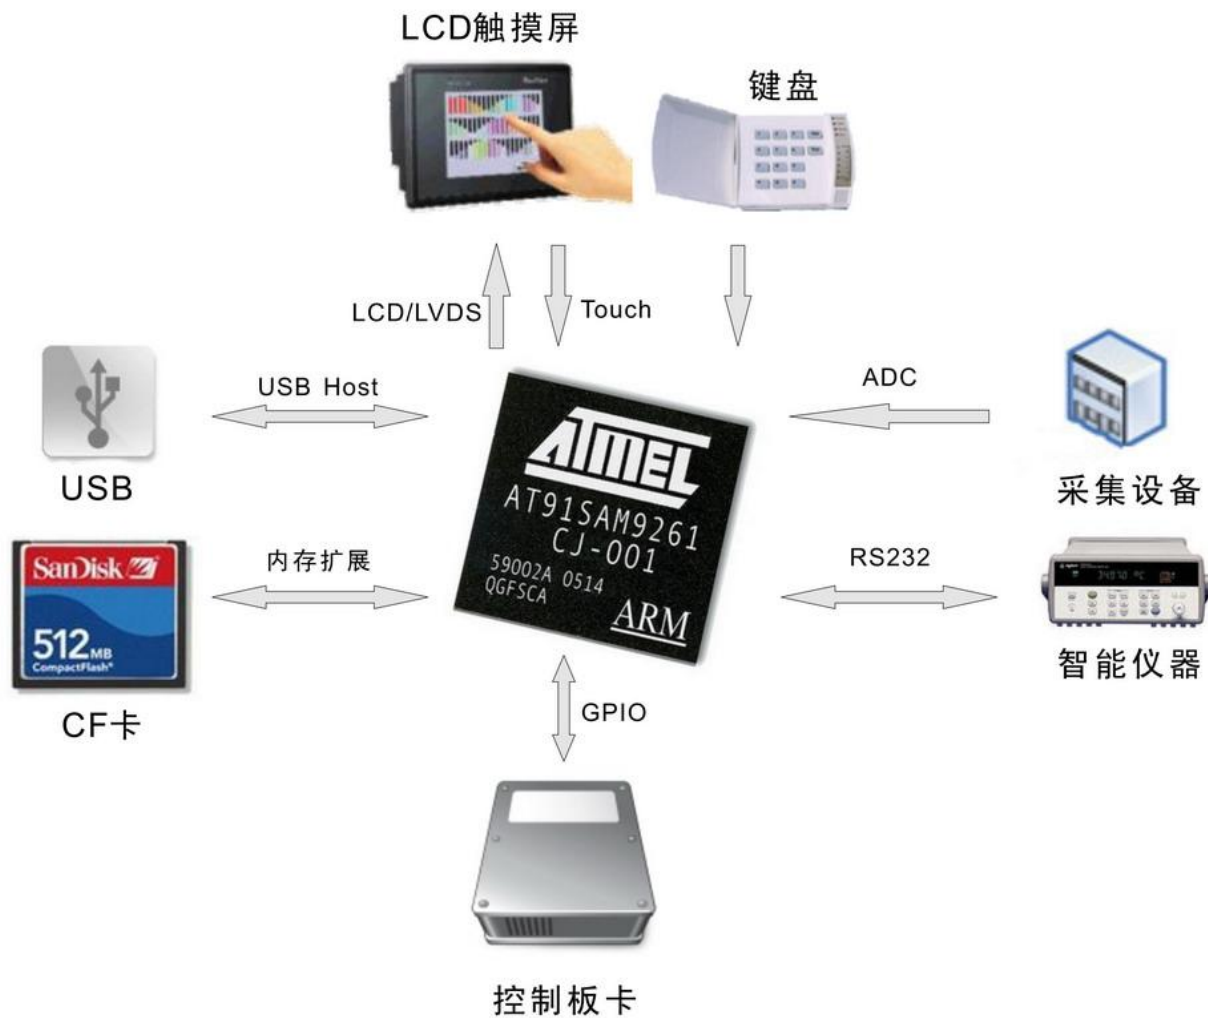 LCD触摸屏
键盘
LCD/LVDS
Touch
USB Host
ADC
USB
采集设备
ATMEL
AT91SAM9261
CJ-001
59002A 0514
QGFSCA
ARM
内存扩展
RS232
SanDisk
512MB
CompactFlash®
CF卡
智能仪器
GPIO
控制板卡